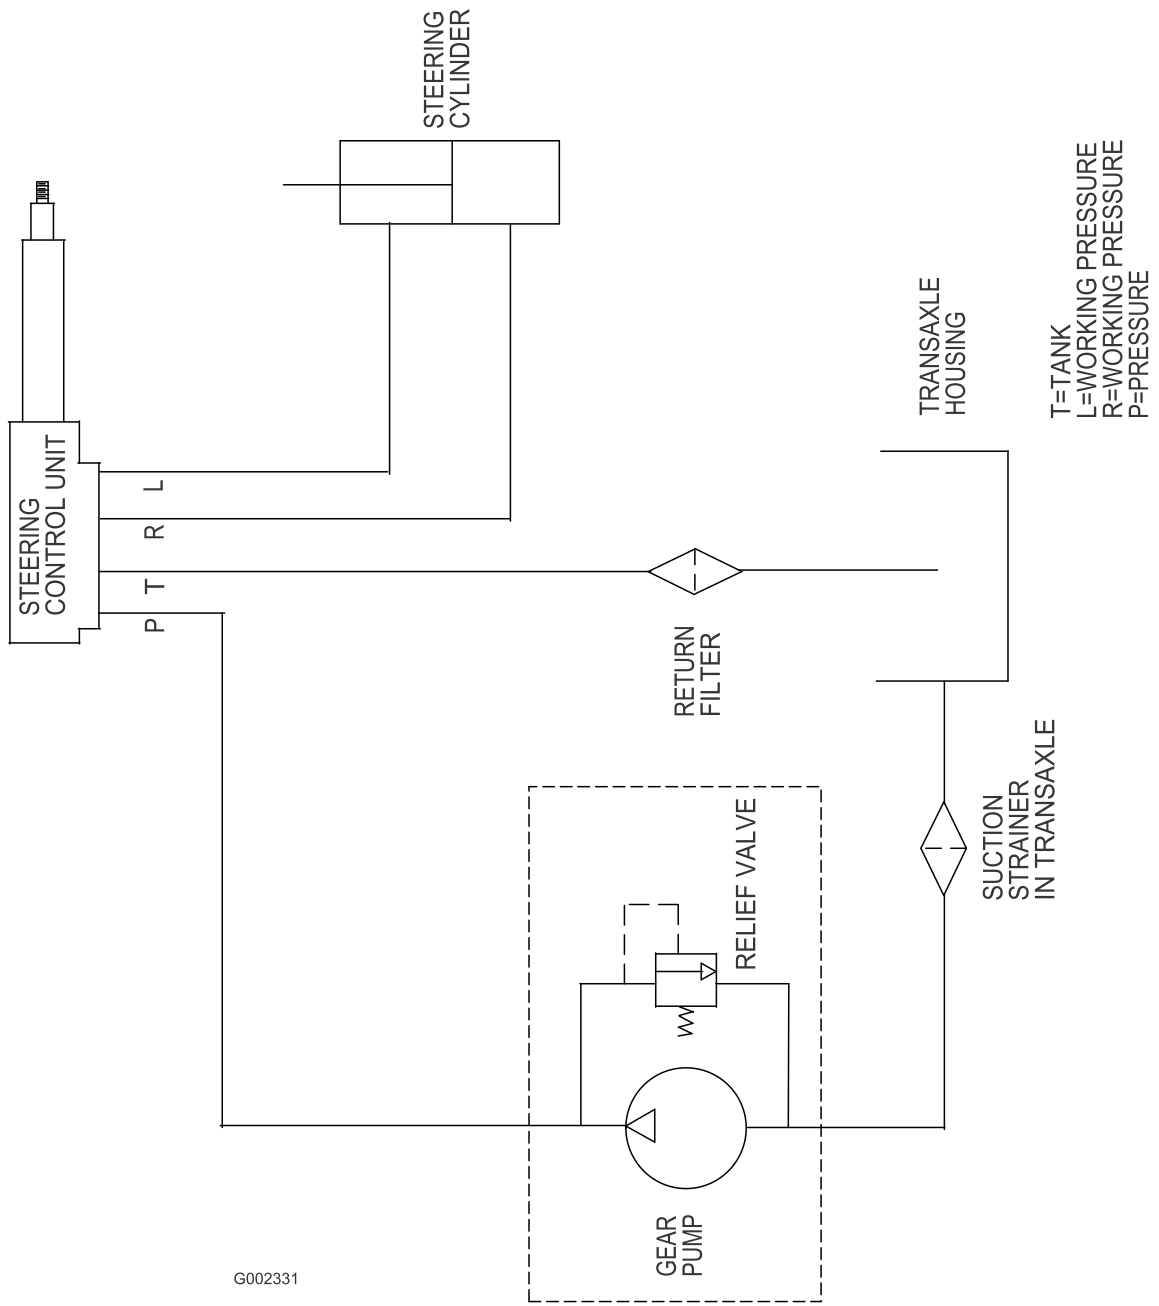 STEERING
CONTROL UNIT
P
T
R
L
STEERING
CYLINDER
RETURN
FILTER
TRANSAXLE
HOUSING
GEAR
PUMP
RELIEF VALVE
SUCTION
STRAINER
IN TRANSAXLE
T=TANK
L=WORKING PRESSURE
R=WORKING PRESSURE
P=PRESSURE
G002331